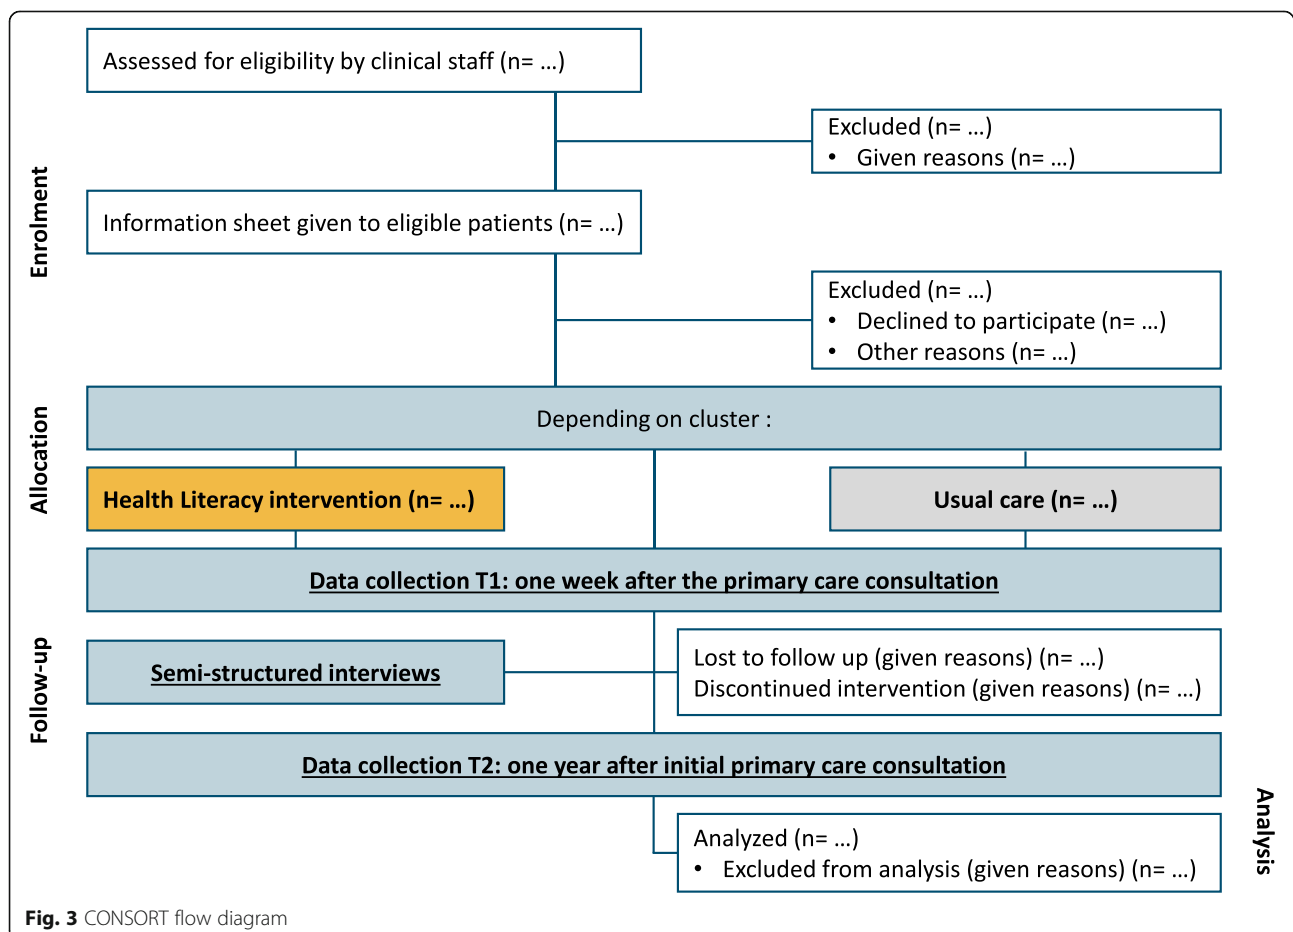 Assessed for eligibility by clinical staff (n= ...)
Excluded (n= ...)
• Given reasons (n= ...)
Enrolment
Information sheet given to eligible patients (n= ...)
Excluded (n= ...)
• Declined to participate (n= ...)
• Other reasons (n= ...)
Allocation
Depending on cluster :
Health Literacy intervention (n= ...)
Usual care (n= ...)
Data collection T1: one week after the primary care consultation
Follow-up
Semi-structured interviews
Lost to follow up (given reasons) (n= ...)
Discontinued intervention (given reasons) (n= ...)
Data collection T2: one year after initial primary care consultation
Analysis
Analyzed (n= ...)
• Excluded from analysis (given reasons) (n= ...)
Fig. 3 CONSORT flow diagram